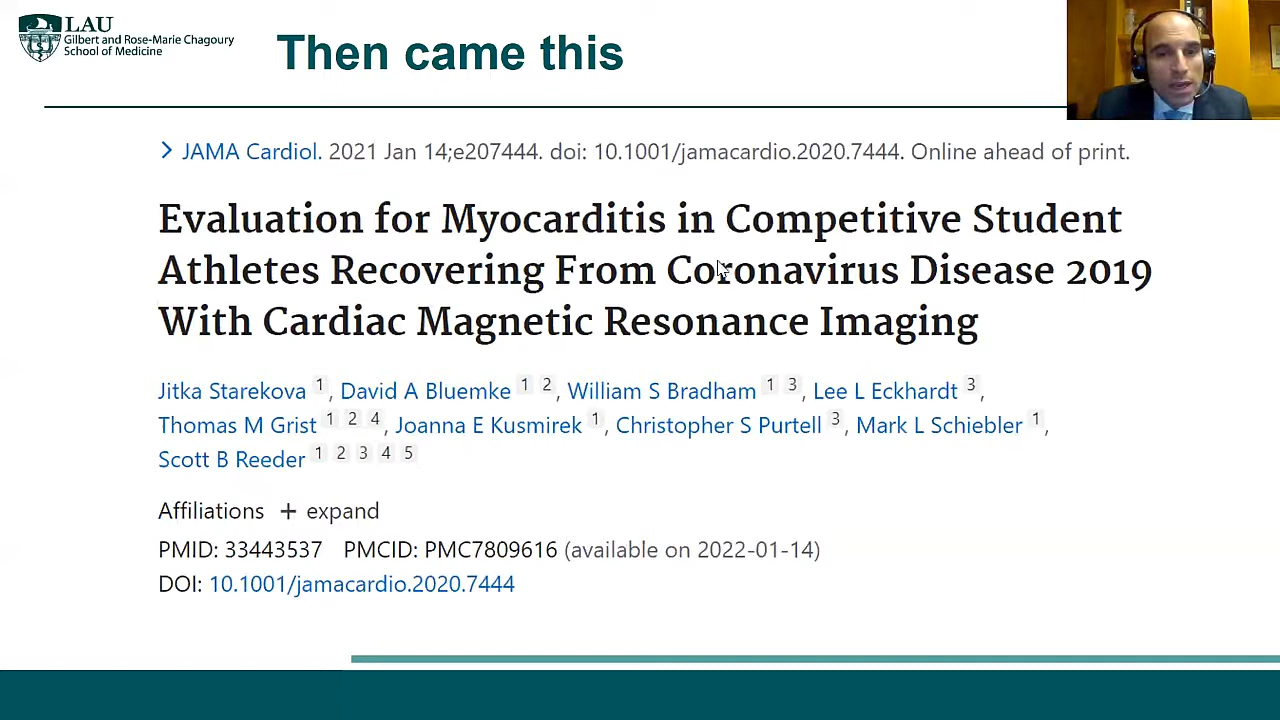 LAU
Gilbert and Rose-Marie Chagoury
School of Medicine
Then came this
JAMA Cardiol. 2021 Jan 14;e207444. doi: 10.1001/jamacardio.2020.7444. Online ahead of print.
Evaluation for Myocarditis in Competitive Student
Athletes Recovering From Coronavirus Disease 2019
With Cardiac Magnetic Resonance Imaging
Jitka Starekova 1, David A Bluemke 1 2, William S Bradham 1 3, Lee L Eckhardt 3,
Thomas M Grist 1 2 4, Joanna E Kusmirek 1, Christopher S Purtell 3, Mark L Schiebler 1,
Scott B Reeder 1 2 3 4 5
Affiliations + expand
PMID: 33443537 PMCID: PMC7809616 (available on 2022-01-14)
DOI: 10.1001/jamacardio.2020.7444